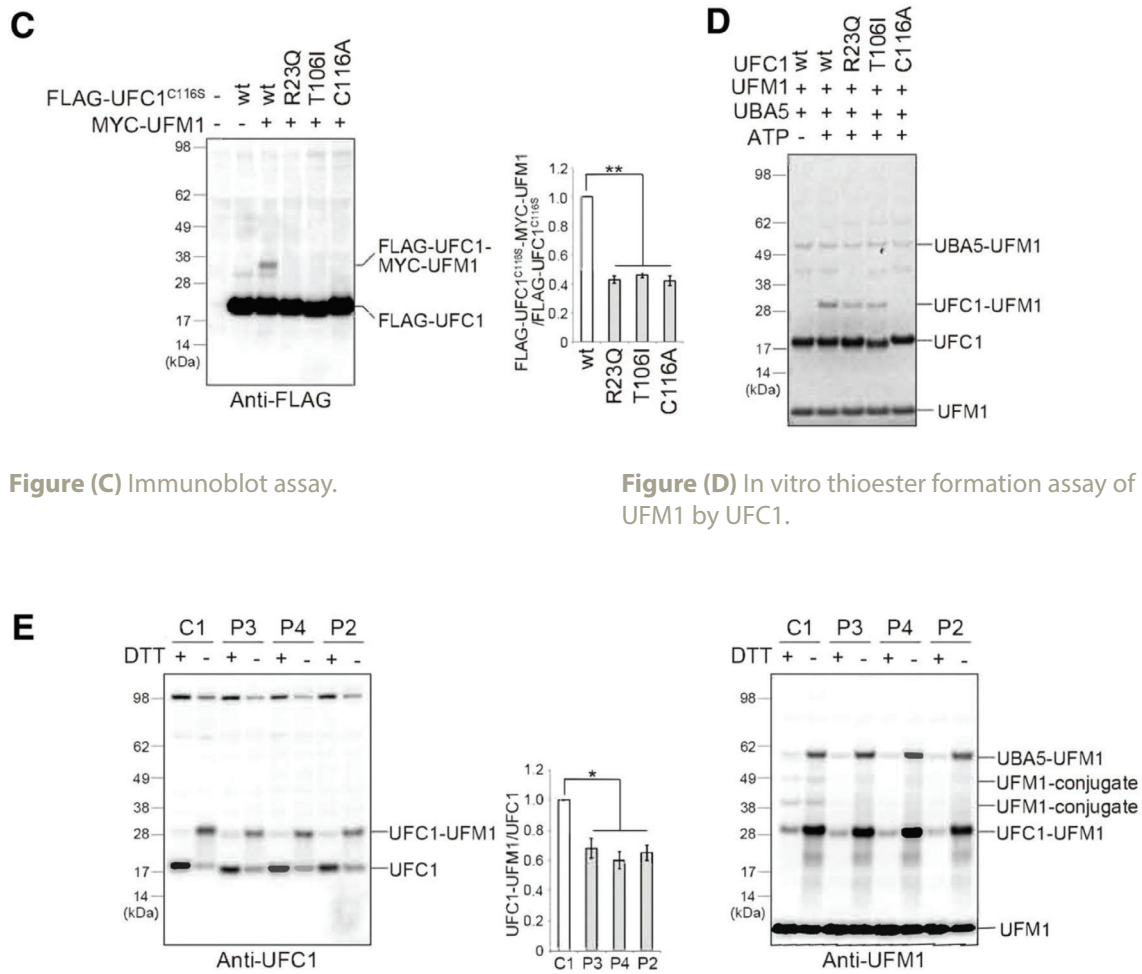 C
FLAG-UFC1C116S - wt wt R23Q T106I C116A
MYC-UFM1 - - + + + +
98
62
49
38
28
17
14
(kDa)
FLAG-UFC1-
MYC-UFM1
FLAG-UFC1
Anti-FLAG
FLAG-UFC1C116S-MYC-UFM1
/FLAG-UFC1C116S
1.2
1.0
0.8
0.6
0.4
0.2
0
**
wt R23Q T106I C116A
D
UFC1 wt wt R23Q T106I C116A
UFM1 + + + + +
UBA5 + + + + +
ATP - + + + +
98
62
49
38
28
17
14
(kDa)
UBA5-UFM1
UFC1-UFM1
UFC1
UFM1
Figure (C) Immunoblot assay.
Figure (D) In vitro thioester formation assay of
UFM1 by UFC1.
E
C1 P3 P4 P2
DTT + - + - + - + -
98
62
49
38
28
17
14
(kDa)
UFC1-UFM1
UFC1
Anti-UFC1
UFC1-UFM1/UFC1
1.2
1.0
0.8
0.6
0.4
0.2
0
*
C1 P3 P4 P2
C1 P3 P4 P2
DTT + - + - + - + -
98
62
49
38
28
17
14
(kDa)
UBA5-UFM1
UFM1-conjugate
UFM1-conjugate
UFC1-UFM1
UFM1
Anti-UFM1